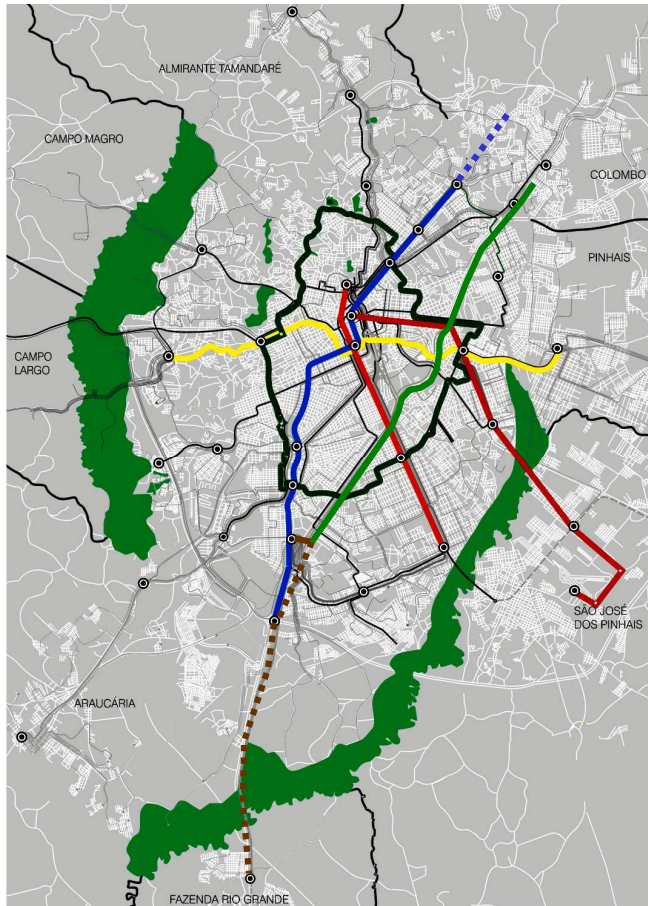 ALMIRANTE TAMANDARÉ
CAMPO MAGRO
COLOMBO
PINHAIS
CAMPO
LARGO
SÃO JOSÉ
DOS PINHAIS
ARAUCÁRIA
FAZENDA RIO GRANDE